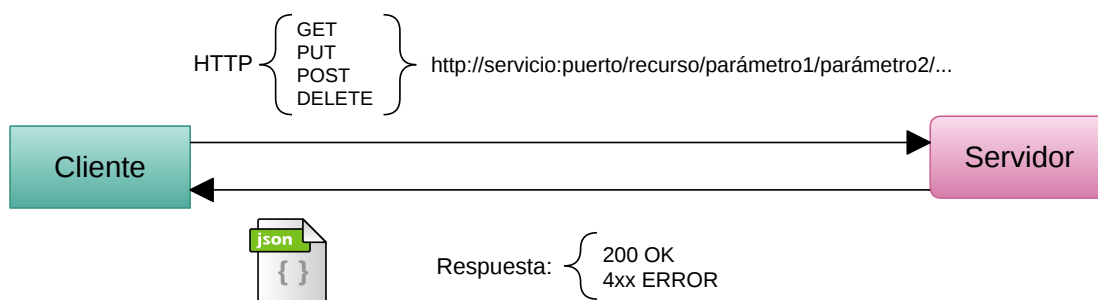 GET
PUT
HTTP
http://servicio:puerto/recurso/parámetro1/parámetro2/...
POST
DELETE
Cliente
Servidor
json
{ }
Respuesta:
200 OK
4xx ERROR